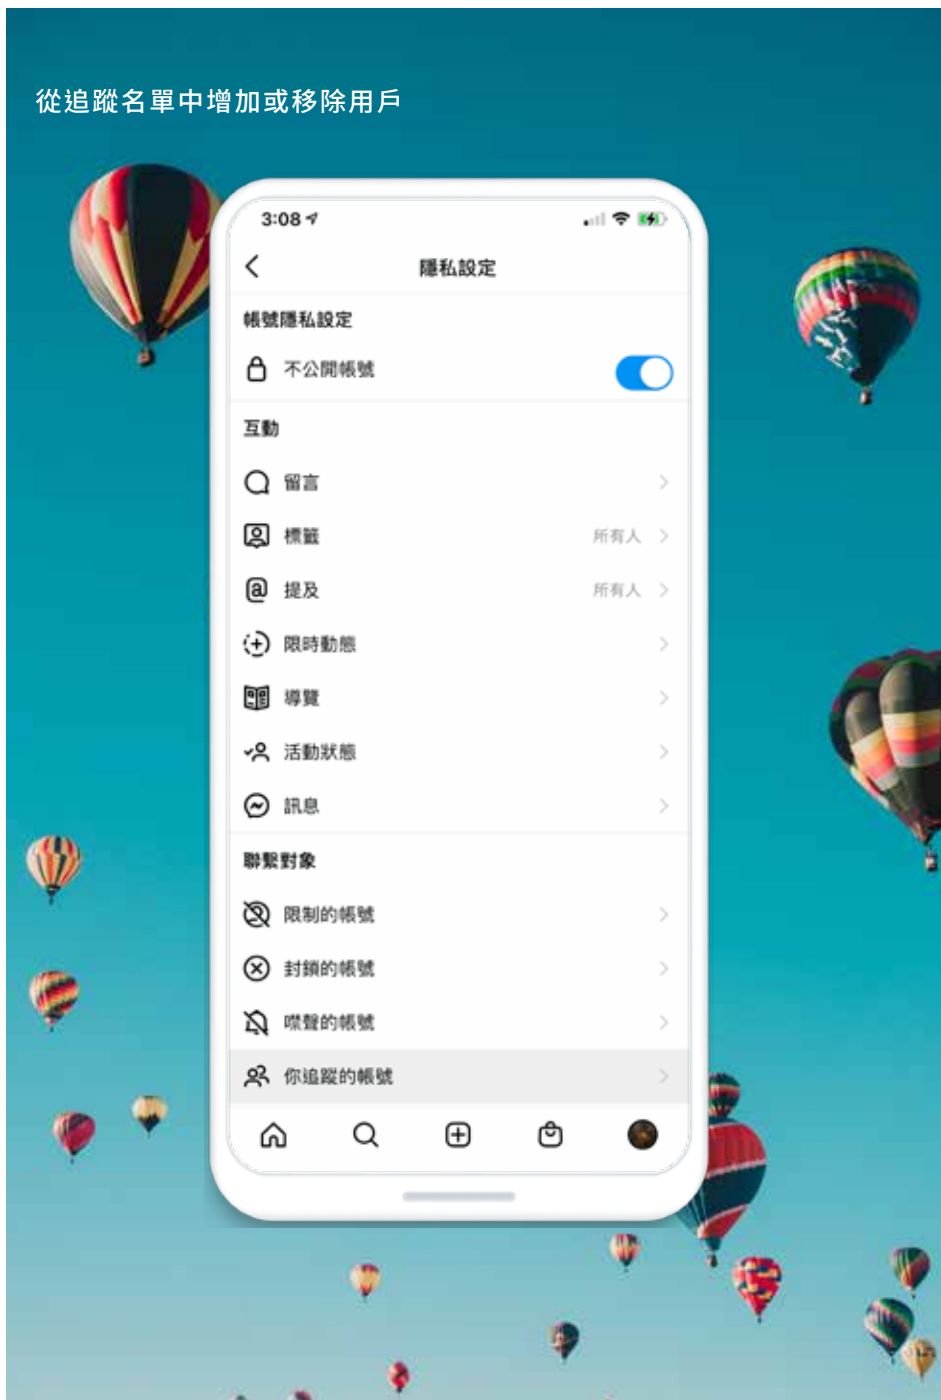 從追蹤名單中增加或移除用戶
3:08
隱私設定
帳號隱私設定
不公開帳號
互動
留言
標籤 所有人
提及 所有人
限時動態
導覽
活動狀態
訊息
聯繫對象
限制的帳號
封鎖的帳號
噤聲的帳號
你追蹤的帳號